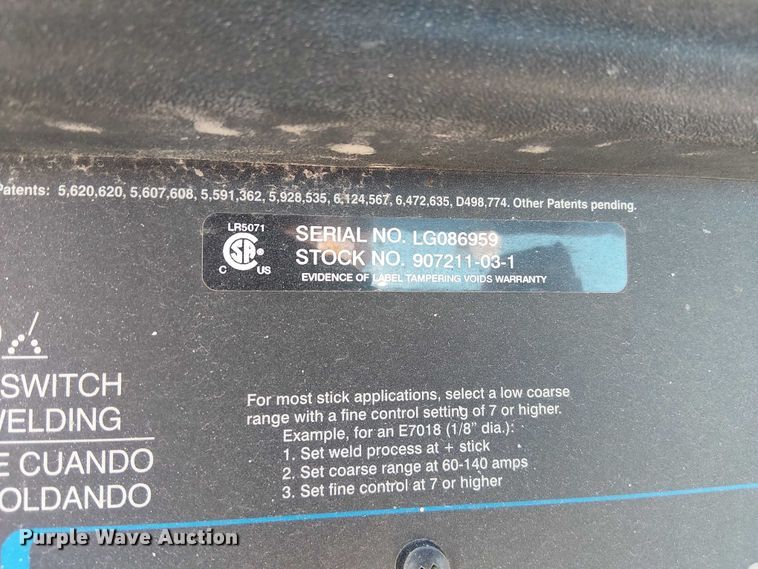 Patents: 5,620,620, 5,607,608, 5,591,362, 5,928,535, 6,124,567, 6,472,635, D498,774. Other Patents pending.
LR5071
SERIAL NO. LG086959
STOCK NO. 907211-03-1
C US
EVIDENCE OF LABEL TAMPERING VOIDS WARRANTY
SWITCH
WELDING
E CUANDO
OLDANDO
For most stick applications, select a low coarse
range with a fine control setting of 7 or higher.
Example, for an E7018 (1/8" dia.):
1. Set weld process at + stick
2. Set coarse range at 60-140 amps
3. Set fine control at 7 or higher
Purple Wave Auction
Purple Wave Auction